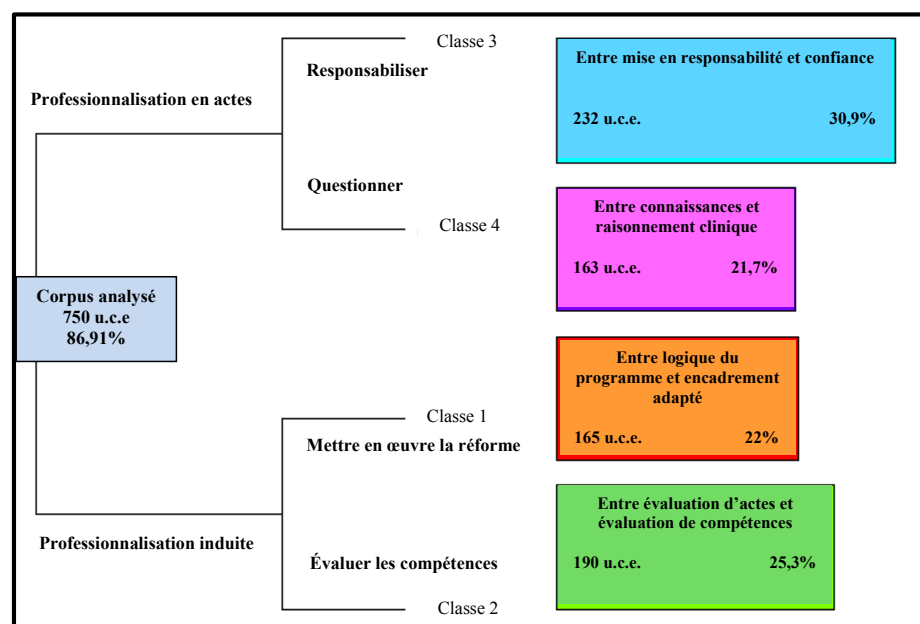 Classe 3
Responsabiliser
Entre mise en responsabilité et confiance
232 u.c.e. 30,9%
Professionnalisation en actes
Questionner
Classe 4
Entre connaissances et
raisonnement clinique
163 u.c.e. 21,7%
Corpus analysé
750 u.c.e
86,91%
Entre logique du
programme et encadrement
adapté
165 u.c.e. 22%
Classe 1
Mettre en œuvre la réforme
Professionnalisation induite
Évaluer les compétences
Classe 2
Entre évaluation d'actes et
évaluation de compétences
190 u.c.e. 25,3%